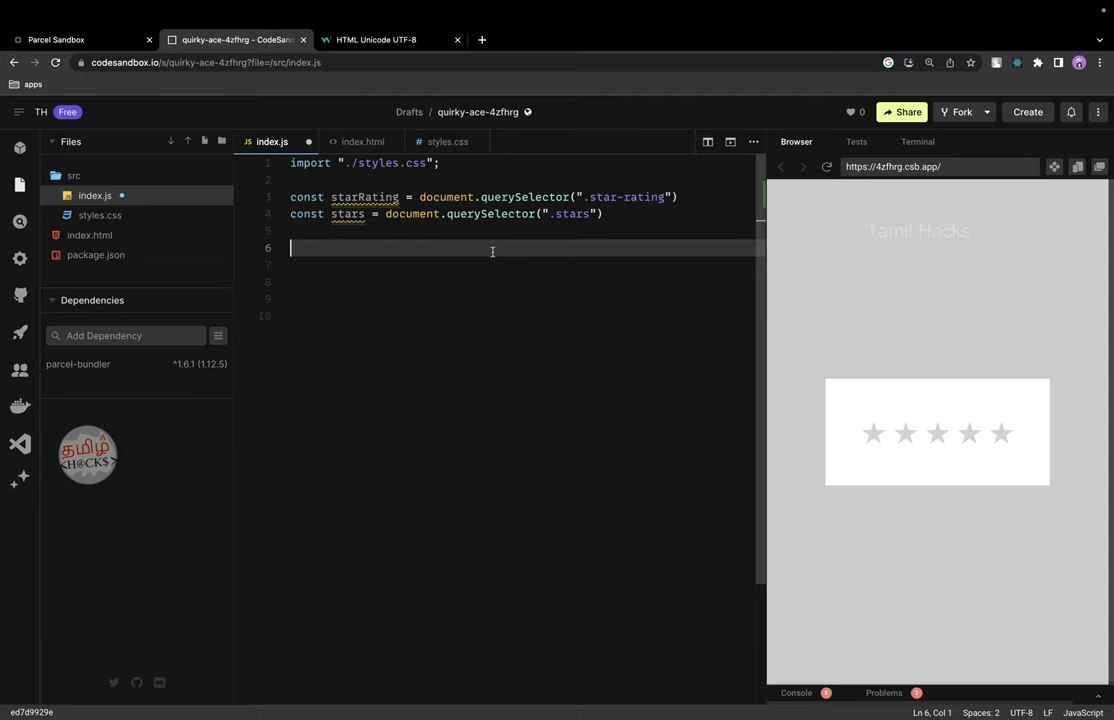 Parcel Sandbox
quirky-ace-4zfhrg - CodeSand
HTML Unicode UTF-8
codesandbox.io/s/quirky-ace-4zfhrg?file=/src/index.js
apps
TH Free
Drafts / quirky-ace-4zfhrg
0
Share
Fork
Create
Files
JS index.js
<> index.html
# styles.css
Browser
Tests
Terminal
https://4zfhrg.csb.app/
src
index.js
styles.css
index.html
package.json
Dependencies
Add Dependency
parcel-bundler ^1.6.1 (1.12.5)
தமிழ்
<H@CK$>
1 import "./styles.css";
2
3 const starRating = document.querySelector(".star-rating")
4 const stars = document.querySelector(".stars")
5
6
7
8
9
10
Tamil Hacks
★ ★ ★ ★ ★
Console 8
Problems 2
ed7d9929e
Ln 6, Col 1 Spaces: 2 UTF-8 LF JavaScript